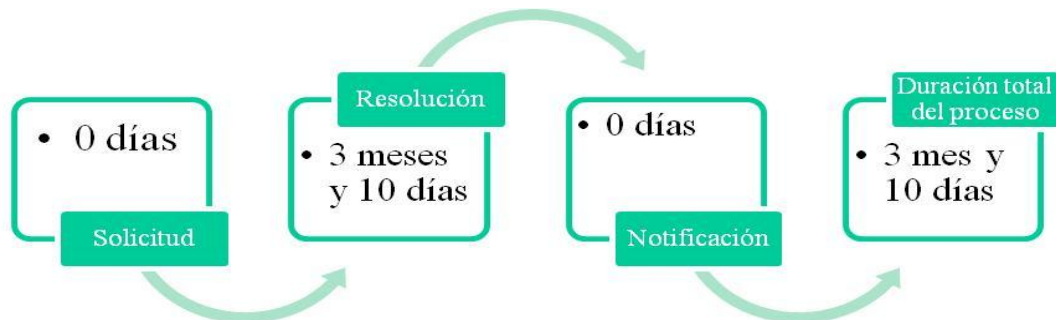 • 0 días
Solicitud
Resolución
• 3 meses
y 10 días
• 0 días
Notificación
Duración total
del proceso
• 3 mes y
10 días